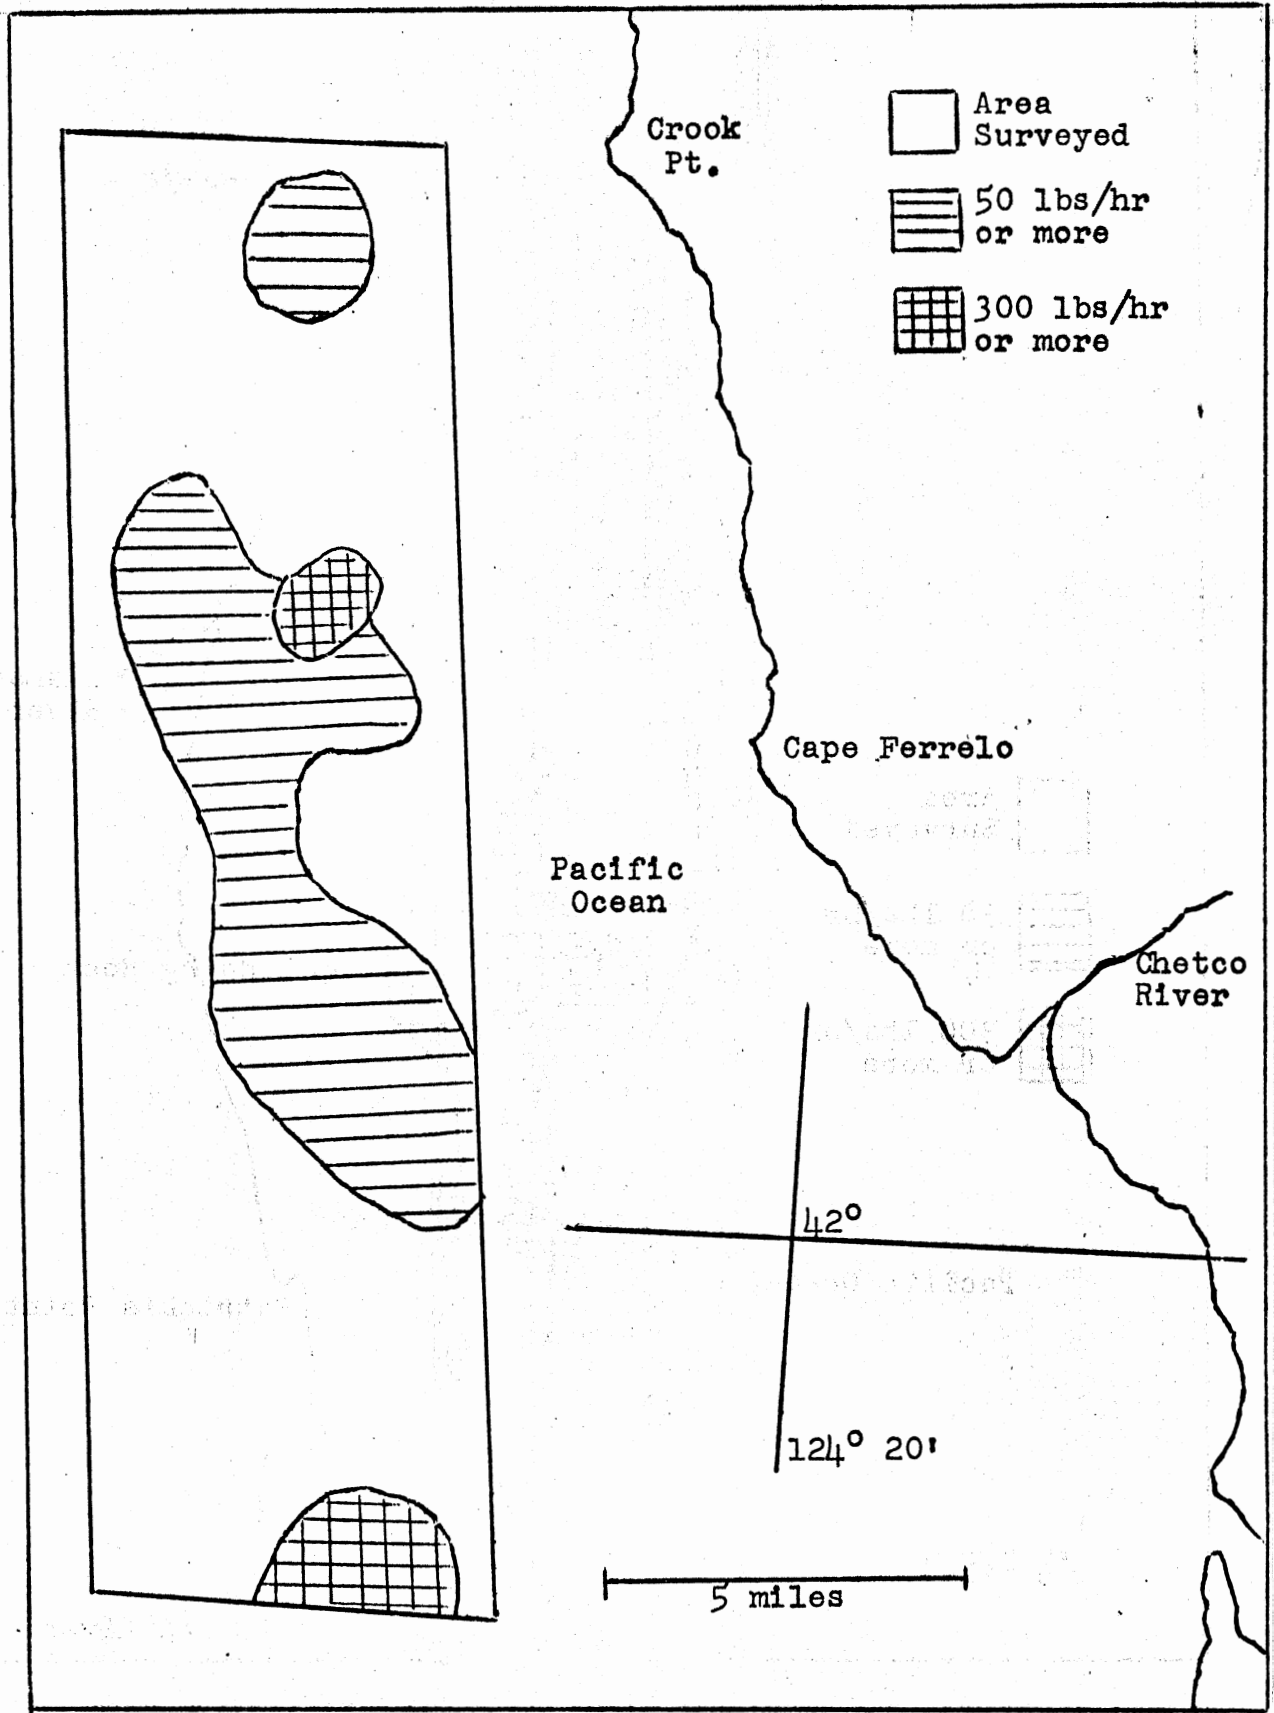 Crook
Pt.
Area
Surveyed
50 lbs/hr
or more
300 lbs/hr
or more
Cape Ferrelo
Pacific
Ocean
Chetco
River
42°
124° 20'
5 miles